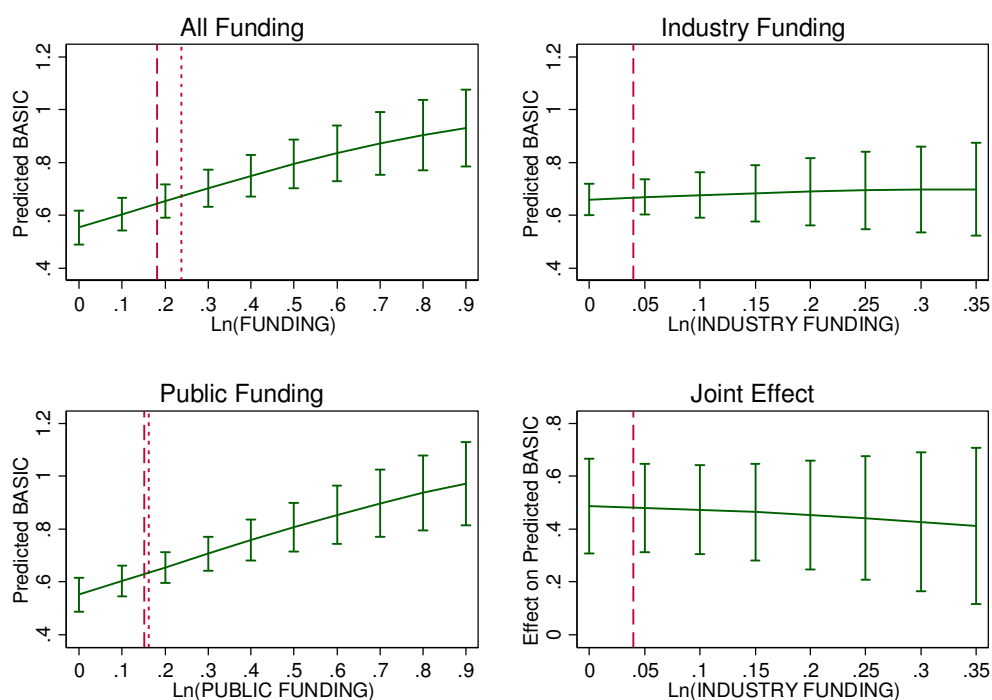 All Funding
Predicted BASIC
.4 .6 .8 1 1.2
0 .1 .2 .3 .4 .5 .6 .7 .8 .9
Ln(FUNDING)
Industry Funding
Predicted BASIC
.4 .6 .8 1 1.2
0 .05 .1 .15 .2 .25 .3 .35
Ln(INDUSTRY FUNDING)
Public Funding
Predicted BASIC
.4 .6 .8 1 1.2
0 .1 .2 .3 .4 .5 .6 .7 .8 .9
Ln(PUBLIC FUNDING)
Joint Effect
Effect on Predicted BASIC
0 .2 .4 .6 .8
0 .05 .1 .15 .2 .25 .3 .35
Ln(INDUSTRY FUNDING)